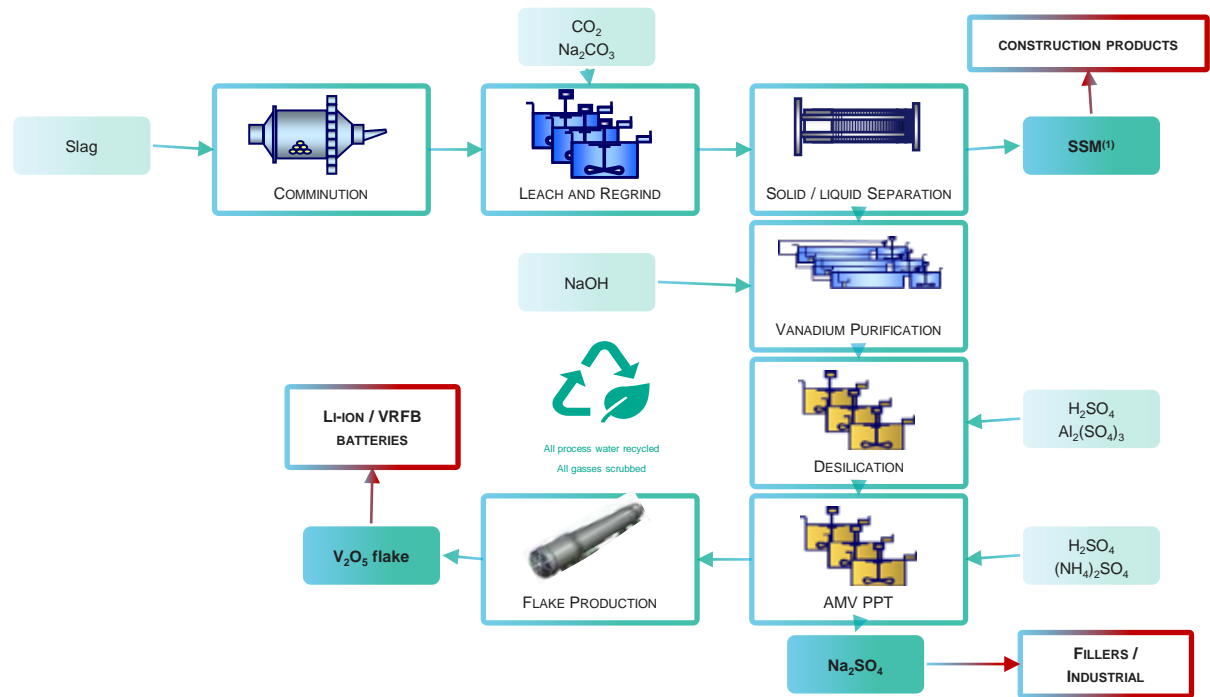 CO₂
Na₂CO₃
CONSTRUCTION PRODUCTS
Slag
COMMINUTION
LEACH AND REGRIND
SOLID / LIQUID SEPARATION
SSM⁽¹⁾
NaOH
VANADIUM PURIFICATION
LI-ION / VRFB
BATTERIES
All process water recycled
All gasses scrubbed
H₂SO₄
Al₂(SO₄)₃
DESILICATION
V₂O₅ flake
FLAKE PRODUCTION
AMV PPT
H₂SO₄
(NH₄)₂SO₄
Na₂SO₄
FILLERS /
INDUSTRIAL